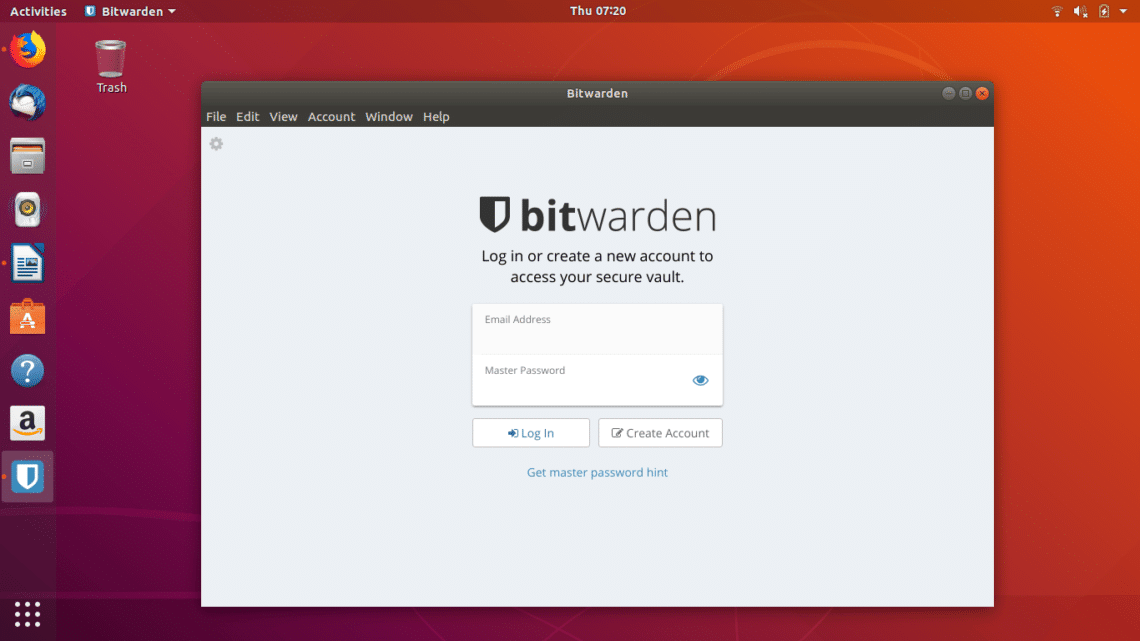 Activities
Bitwarden
Thu 07:20
Trash
Bitwarden
File Edit View Account Window Help
bitwarden
Log in or create a new account to
access your secure vault.
Email Address
Master Password
Log In
Create Account
Get master password hint